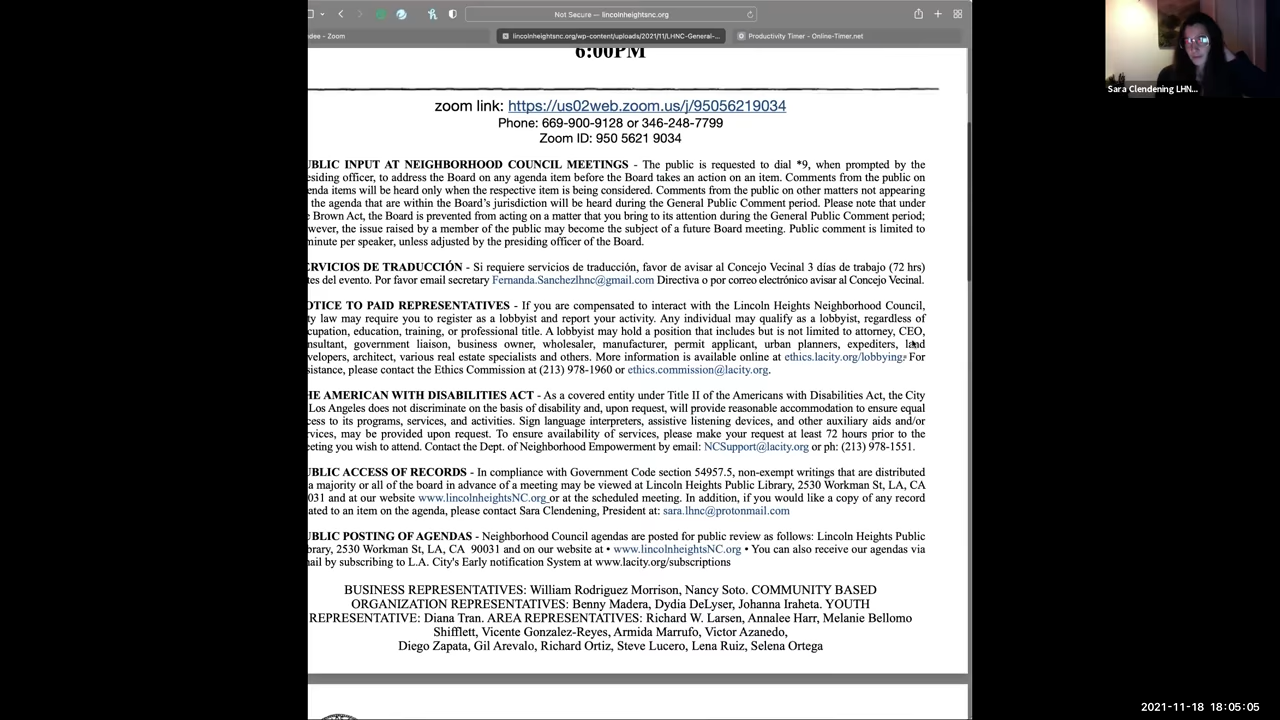 Not Secure — lincolnheightsnc.org
ndee - Zoom
lincolnheightsnc.org/wp-content/uploads/2021/11/LHNC-General-...
Productivity Timer - Online-Timer.net
6:00PM
zoom link: https://us02web.zoom.us/j/95056219034
Phone: 669-900-9128 or 346-248-7799
Zoom ID: 950 5621 9034
UBLIC INPUT AT NEIGHBORHOOD COUNCIL MEETINGS - The public is requested to dial *9, when prompted by the
esiding officer, to address the Board on any agenda item before the Board takes an action on an item. Comments from the public on
enda items will be heard only when the respective item is being considered. Comments from the public on other matters not appearing
the agenda that are within the Board's jurisdiction will be heard during the General Public Comment period. Please note that under
e Brown Act, the Board is prevented from acting on a matter that you bring to its attention during the General Public Comment period;
wever, the issue raised by a member of the public may become the subject of a future Board meeting. Public comment is limited to
minute per speaker, unless adjusted by the presiding officer of the Board.
ERVICIOS DE TRADUCCIÓN - Si requiere servicios de traducción, favor de avisar al Concejo Vecinal 3 días de trabajo (72 hrs)
tes del evento. Por favor email secretary Fernanda.Sanchezlhnc@gmail.com Directiva o por correo electrónico avisar al Concejo Vecinal.
OTICE TO PAID REPRESENTATIVES - If you are compensated to interact with the Lincoln Heights Neighborhood Council,
ty law may require you to register as a lobbyist and report your activity. Any individual may qualify as a lobbyist, regardless of
cupation, education, training, or professional title. A lobbyist may hold a position that includes but is not limited to attorney, CEO,
nsultant, government liaison, business owner, wholesaler, manufacturer, permit applicant, urban planners, expediters, land
velopers, architect, various real estate specialists and others. More information is available online at ethics.lacity.org/lobbying. For
sistance, please contact the Ethics Commission at (213) 978-1960 or ethics.commission@lacity.org.
HE AMERICAN WITH DISABILITIES ACT - As a covered entity under Title II of the Americans with Disabilities Act, the City
Los Angeles does not discriminate on the basis of disability and, upon request, will provide reasonable accommodation to ensure equal
cess to its programs, services, and activities. Sign language interpreters, assistive listening devices, and other auxiliary aids and/or
rvices, may be provided upon request. To ensure availability of services, please make your request at least 72 hours prior to the
eeting you wish to attend. Contact the Dept. of Neighborhood Empowerment by email: NCSupport@lacity.org or ph: (213) 978-1551.
UBLIC ACCESS OF RECORDS - In compliance with Government Code section 54957.5, non-exempt writings that are distributed
a majority or all of the board in advance of a meeting may be viewed at Lincoln Heights Public Library, 2530 Workman St, LA, CA
031 and at our website www.lincolnheightsNC.org or at the scheduled meeting. In addition, if you would like a copy of any record
ated to an item on the agenda, please contact Sara Clendening, President at: sara.lhnc@protonmail.com
UBLIC POSTING OF AGENDAS - Neighborhood Council agendas are posted for public review as follows: Lincoln Heights Public
brary, 2530 Workman St, LA, CA 90031 and on our website at • www.lincolnheightsNC.org • You can also receive our agendas via
ail by subscribing to L.A. City's Early notification System at www.lacity.org/subscriptions
BUSINESS REPRESENTATIVES: William Rodriguez Morrison, Nancy Soto. COMMUNITY BASED
ORGANIZATION REPRESENTATIVES: Benny Madera, Dydia DeLyser, Johanna Iraheta. YOUTH
REPRESENTATIVE: Diana Tran. AREA REPRESENTATIVES: Richard W. Larsen, Annalee Harr, Melanie Bellomo
Shifflett, Vicente Gonzalez-Reyes, Armida Marrufo, Victor Azanedo,
Diego Zapata, Gil Arevalo, Richard Ortiz, Steve Lucero, Lena Ruiz, Selena Ortega
Sara Clendening LHN...
2021-11-18 18:05:05